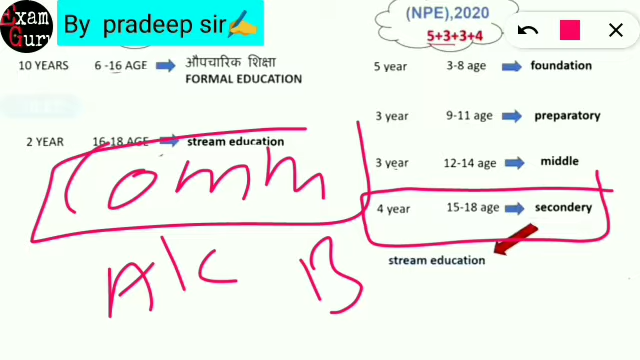 Exam
Guru
By pradeep sir✍
(NPE),2020
5+3+3+4
10 YEARS 6 -16 AGE औपचारिक शिक्षा
FORMAL EDUCATION
2 YEAR 16-18 AGE stream education
5 year 3-8 age foundation
3 year 9-11 age preparatory
3 year 12-14 age middle
4 year 15-18 age secondery
stream education
Comm
A/C B